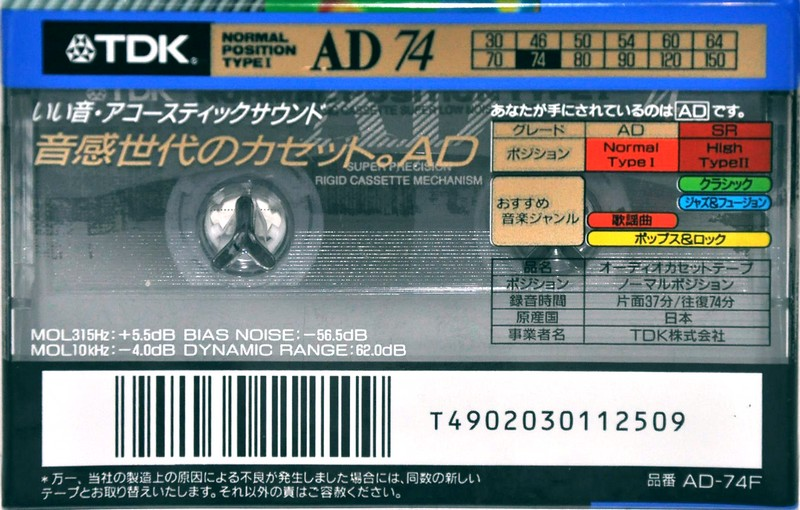 TDK®
NORMAL
POSITION
TYPE I
AD 74
30 46 50 54 60 64
70 74 80 90 120 150
いい音・アコースティックサウンド
音感世代のカセット。AD
SUPER PRECISION
RIGID CASSETTE MECHANISM
あなたが手にされているのはADです。
グレード AD SR
ポジション Normal Type I High Type II
おすすめ
音楽ジャンル
クラシック
ジャズ&フュージョン
歌謡曲
ポップス&ロック
品名 オーディオカセットテープ
ポジション ノーマルポジション
録音時間 片面37分/往復74分
原産国 日本
事業者名 TDK株式会社
MOL315Hz:+5.5dB BIAS NOISE:−56.5dB
MOL10kHz:−4.0dB DYNAMIC RANGE:62.0dB
T4902030112509
*万一、当社の製造上の原因による不良が発生しました場合には、同数の新しい
テープとお取り替えいたします。それ以外の責はご容赦ください。
品番 AD-74F